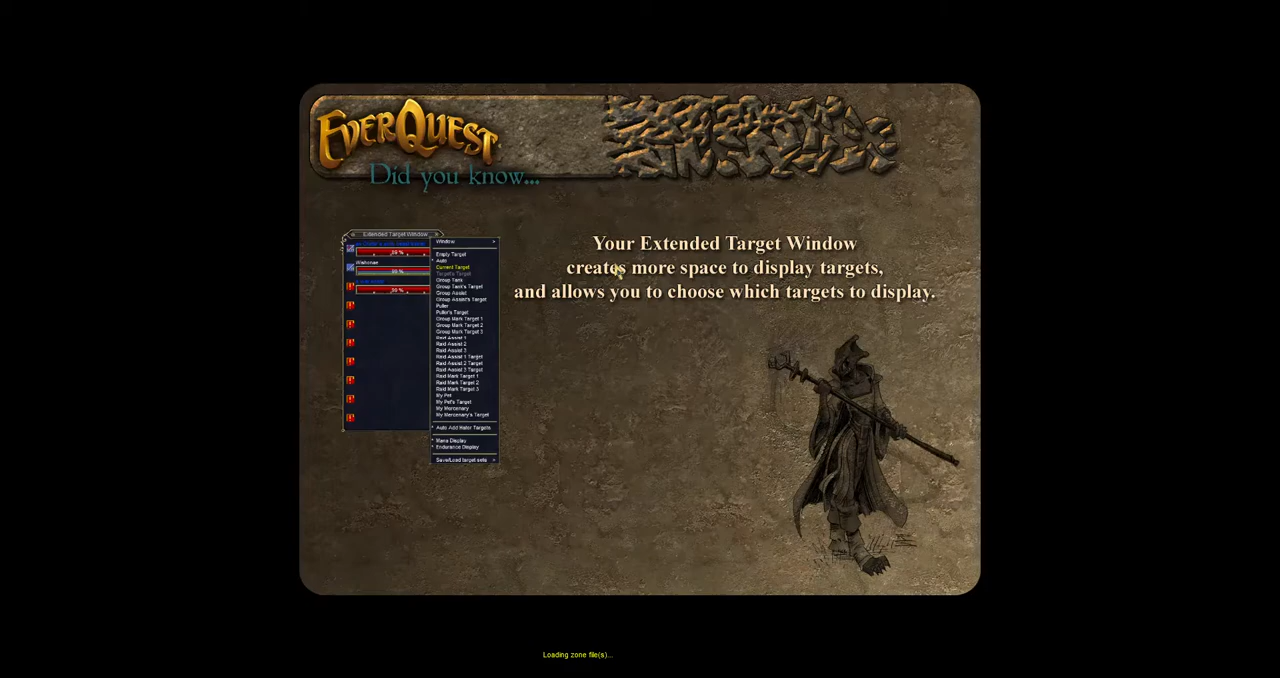 EVERQUEST
Did you know...
Extended Target Window
Window
Empty Target
Auto
Current Target
Target's Target
Group Tank
Group Tank's Target
Group Assist
Group Assist's Target
Puller
Puller's Target
Group Mark Target 1
Group Mark Target 2
Group Mark Target 3
Raid Assist 1
Raid Assist 2
Raid Assist 3
Raid Assist 1 Target
Raid Assist 2 Target
Raid Assist 3 Target
Raid Mark Target 1
Raid Mark Target 2
Raid Mark Target 3
My Pet
My Pet's Target
My Mercenary
My Mercenary's Target
Auto Add Hater Targets
Mana Display
Endurance Display
Save/Load target sets
Your Extended Target Window
creates more space to display targets,
and allows you to choose which targets to display.
Loading zone file(s)...